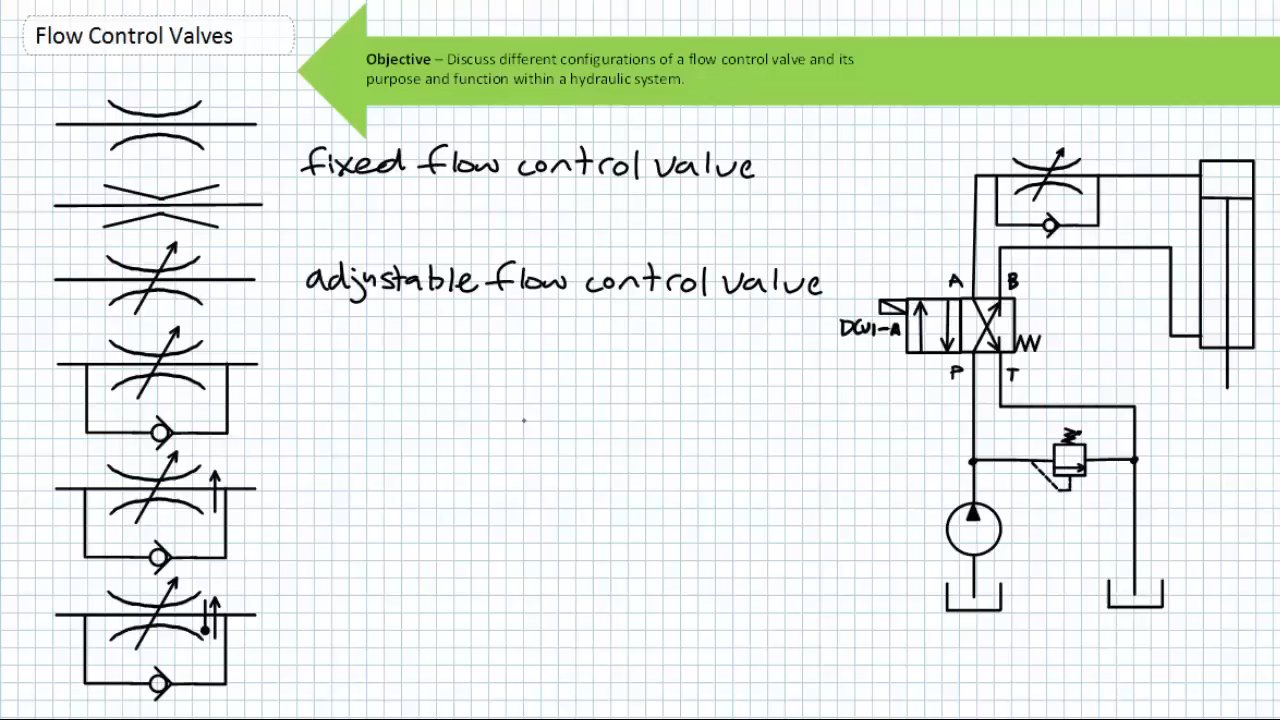 Flow Control Valves
Objective – Discuss different configurations of a flow control valve and its
purpose and function within a hydraulic system.
fixed flow control valve
adjustable flow control valve
A B
DCV1-A
P T